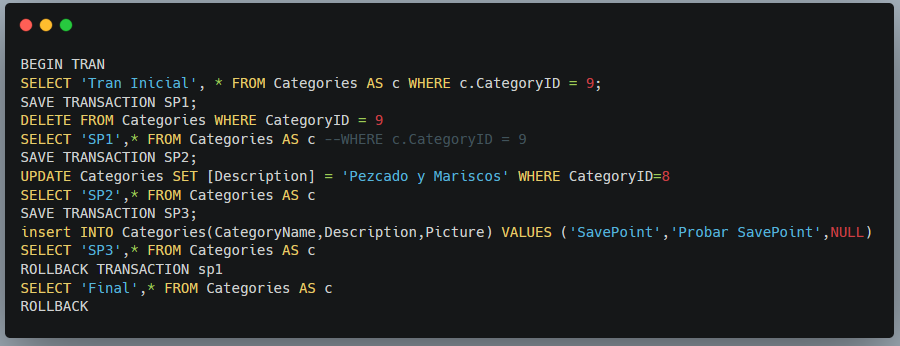 BEGIN TRAN
SELECT 'Tran Inicial', * FROM Categories AS c WHERE c.CategoryID = 9;
SAVE TRANSACTION SP1;
DELETE FROM Categories WHERE CategoryID = 9
SELECT 'SP1',* FROM Categories AS c --WHERE c.CategoryID = 9
SAVE TRANSACTION SP2;
UPDATE Categories SET [Description] = 'Pezcado y Mariscos' WHERE CategoryID=8
SELECT 'SP2',* FROM Categories AS c
SAVE TRANSACTION SP3;
insert INTO Categories(CategoryName,Description,Picture) VALUES ('SavePoint','Probar SavePoint',NULL)
SELECT 'SP3',* FROM Categories AS c
ROLLBACK TRANSACTION sp1
SELECT 'Final',* FROM Categories AS c
ROLLBACK